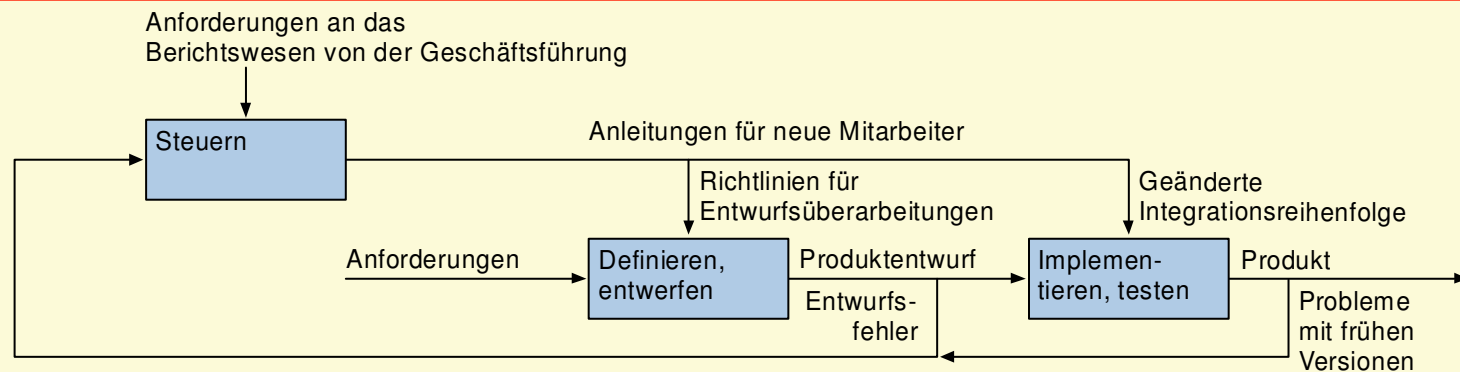 Anforderungen an das
Berichtswesen von der Geschäftsführung
Steuern
Anleitungen für neue Mitarbeiter
Richtlinien für
Entwurfsüberarbeitungen
Geänderte
Integrationsreihenfolge
Anforderungen
Definieren,
entwerfen
Produktentwurf
Entwurfs-
fehler
Implemen-
tieren, testen
Produkt
Probleme
mit frühen
Versionen